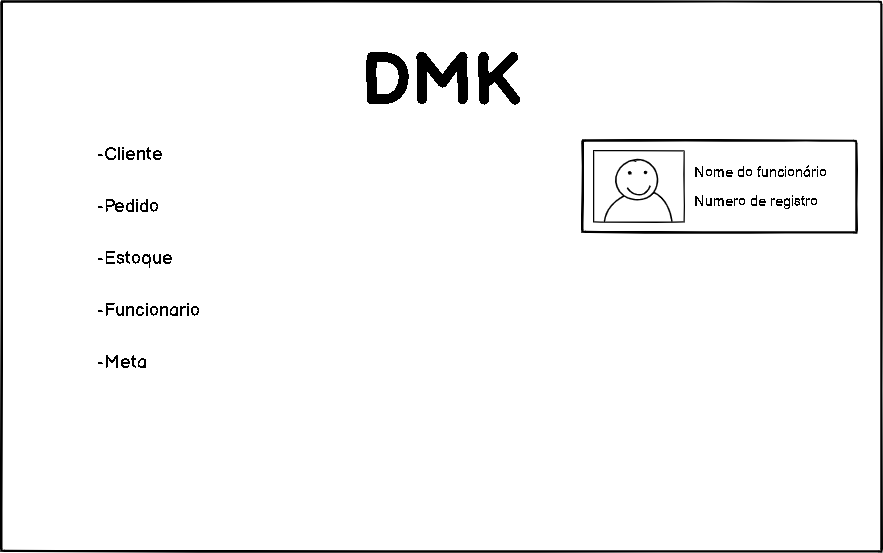 DMK
-Cliente
-Pedido
-Estoque
-Funcionario
-Meta
Nome do funcionário
Numero de registro